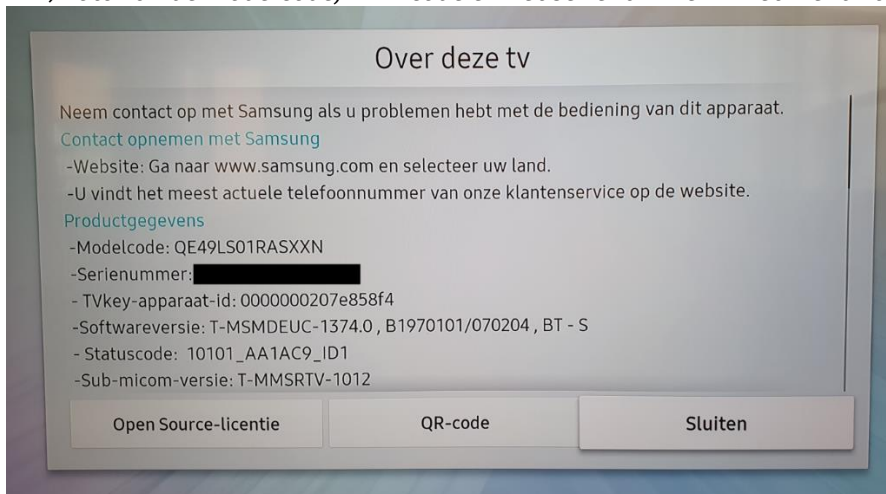 Over deze tv
Neem contact op met Samsung als u problemen hebt met de bediening van dit apparaat.
Contact opnemen met Samsung
-Website: Ga naar www.samsung.com en selecteer uw land.
-U vindt het meest actuele telefoonnummer van onze klantenservice op de website.
Productgegevens
-Modelcode: QE49LS01RASXXN
-Serienummer:
- TVkey-apparaat-id: 0000000207e858f4
-Softwareversie: T-MSMDEUC-1374.0 , B1970101/070204 , BT - S
- Statuscode: 10101_AA1AC9_ID1
-Sub-micom-versie: T-MMSRTV-1012
Open Source-licentie
QR-code
Sluiten